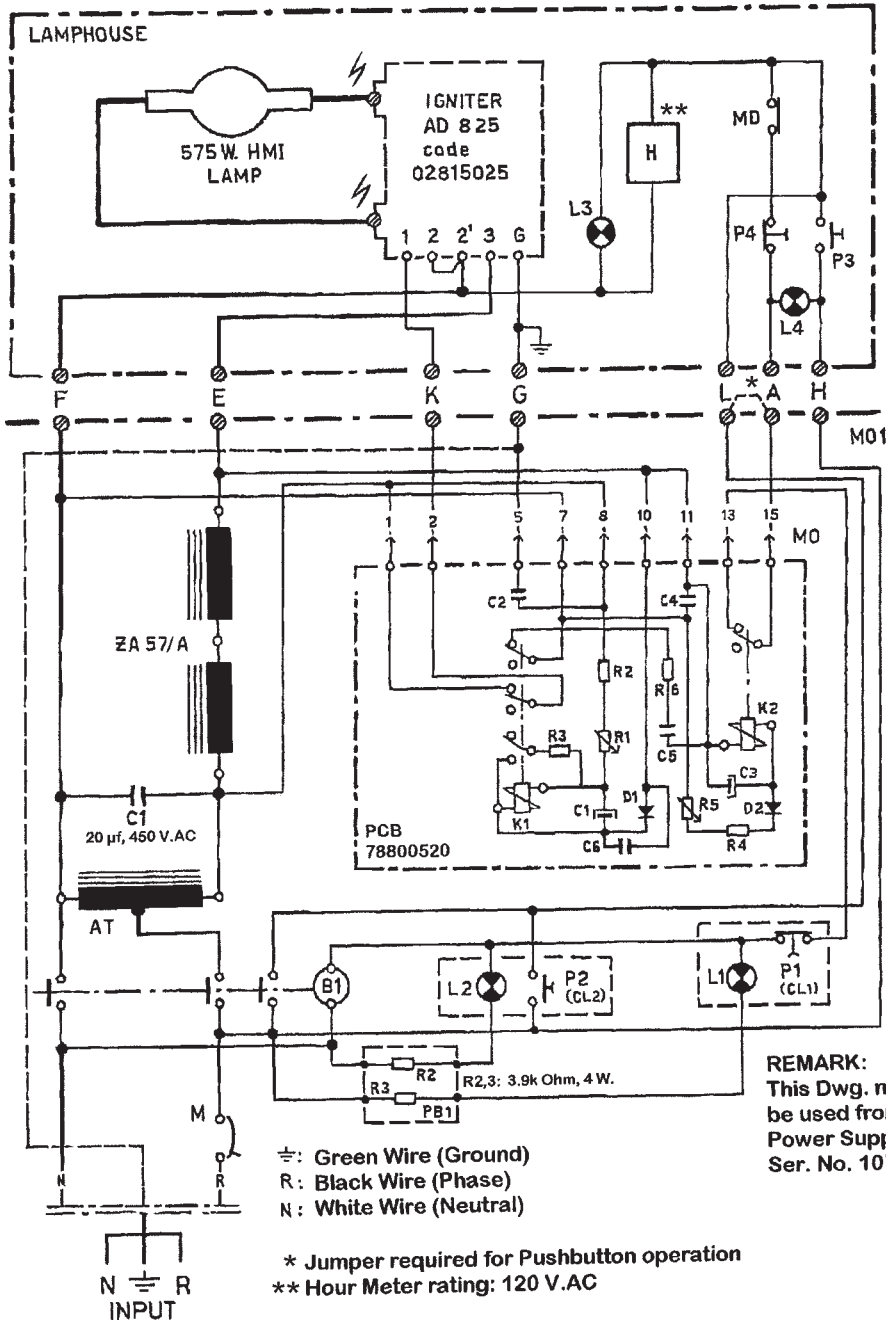 LAMPHOUSE
IGNITER
AD 825
code
02815025
575W. HMI
LAMP
**
H
MD
L3
P4
P3
L4
1 2 2' 3 G
F E K G L * A H
M01
1 2 5 7 8 10 11 13 15
M0
C2
C4
ZA 57/A
R2
R6
K2
R3
R1
C5
C3
C1
20 µf, 450 V.AC
K1
C1
D1
R5
D2
C6
R4
PCB
78800520
AT
B1
L2
P2
(CL2)
L1
P1
(CL1)
R2
R3
PB1
R2,3: 3.9k Ohm, 4 W.
M
N
R
REMARK:
This Dwg.
be used
Power
Ser. No.
: Green Wire (Ground)
R: Black Wire (Phase)
N: White Wire (Neutral)
* Jumper required for Pushbutton operation
** Hour Meter rating: 120 V.AC
N R
INPUT